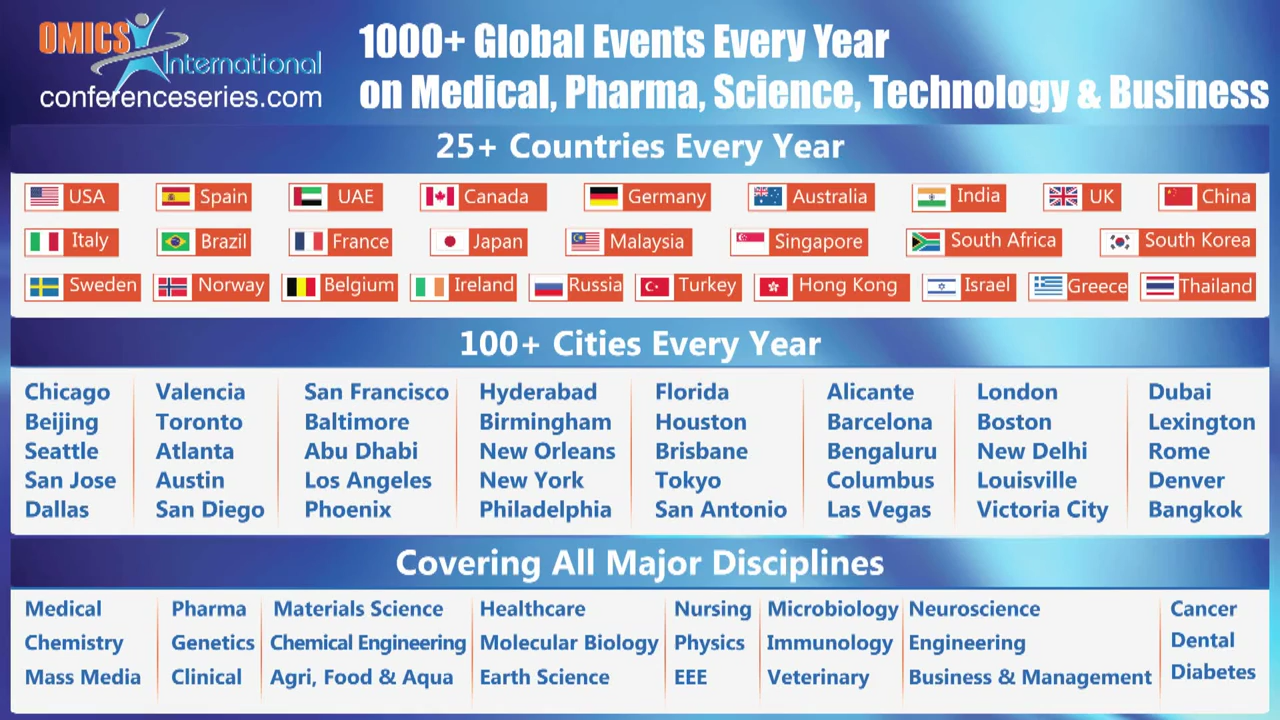 OMICS International
conferenceseries.com
1000+ Global Events Every Year
on Medical, Pharma, Science, Technology & Business
25+ Countries Every Year
USA Spain UAE Canada Germany Australia India UK China
Italy Brazil France Japan Malaysia Singapore South Africa South Korea
Sweden Norway Belgium Ireland Russia Turkey Hong Kong Israel Greece Thailand
100+ Cities Every Year
Chicago Valencia San Francisco Hyderabad Florida Alicante London Dubai
Beijing Toronto Baltimore Birmingham Houston Barcelona Boston Lexington
Seattle Atlanta Abu Dhabi New Orleans Brisbane Bengaluru New Delhi Rome
San Jose Austin Los Angeles New York Tokyo Columbus Louisville Denver
Dallas San Diego Phoenix Philadelphia San Antonio Las Vegas Victoria City Bangkok
Covering All Major Disciplines
Medical Pharma Materials Science Healthcare Nursing Microbiology Neuroscience Cancer
Chemistry Genetics Chemical Engineering Molecular Biology Physics Immunology Engineering Dental
Mass Media Clinical Agri, Food & Aqua Earth Science EEE Veterinary Business & Management Diabetes